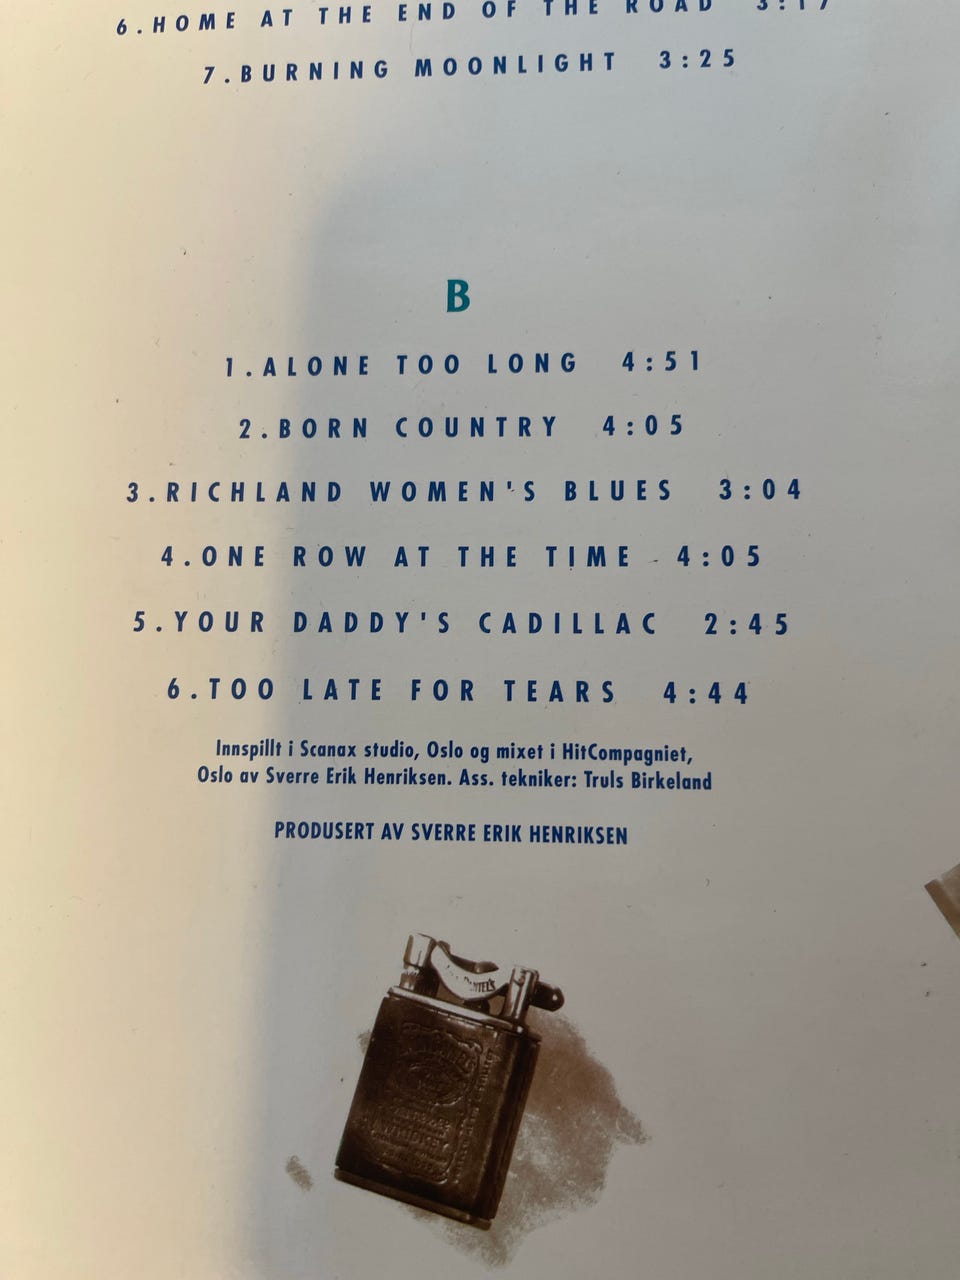 6.HOME AT THE END OF THE ROAD 3:17
7.BURNING MOONLIGHT 3:25
B
1.ALONE TOO LONG 4:51
2.BORN COUNTRY 4:05
3.RICHLAND WOMEN'S BLUES 3:04
4.ONE ROW AT THE TIME 4:05
5.YOUR DADDY'S CADILLAC 2:45
6.TOO LATE FOR TEARS 4:44
Innspillt i Scanax studio, Oslo og mixet i HitCompagniet,
Oslo av Sverre Erik Henriksen. Ass. tekniker: Truls Birkeland
PRODUSERT AV SVERRE ERIK HENRIKSEN
WHISKEY